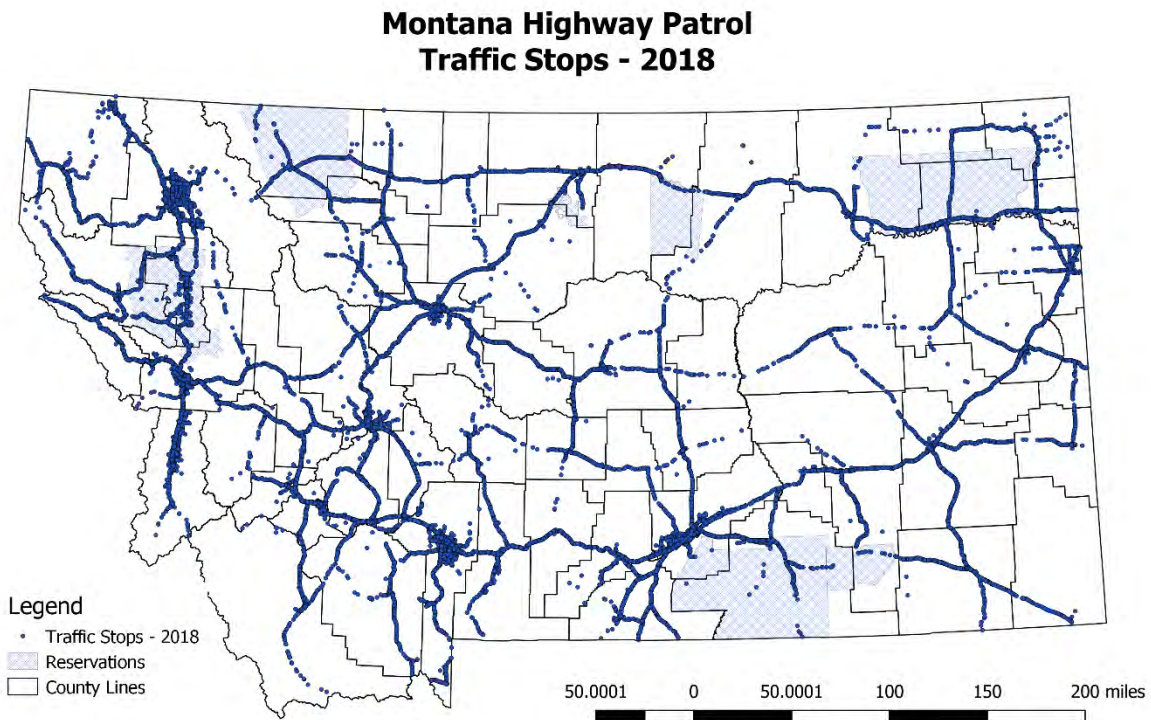 Montana Highway Patrol
Traffic Stops - 2018
Legend
Traffic Stops - 2018
Reservations
County Lines
50.0001 0 50.0001 100 150 200 miles